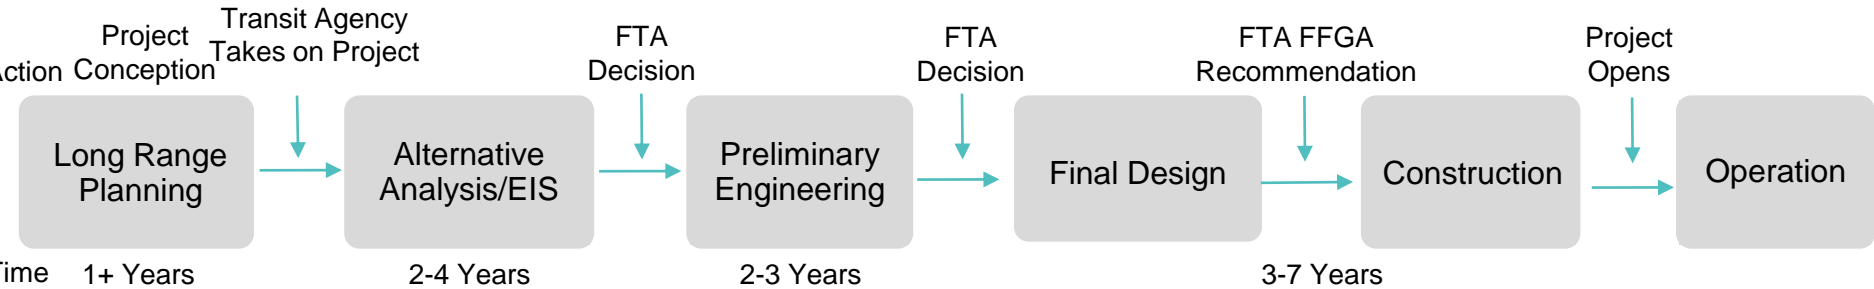 Action
Project
Conception
Transit Agency
Takes on Project
FTA
Decision
FTA
Decision
FTA FFGA
Recommendation
Project
Opens
Long Range
Planning
Alternative
Analysis/EIS
Preliminary
Engineering
Final Design
Construction
Operation
Time
1+ Years
2-4 Years
2-3 Years
3-7 Years